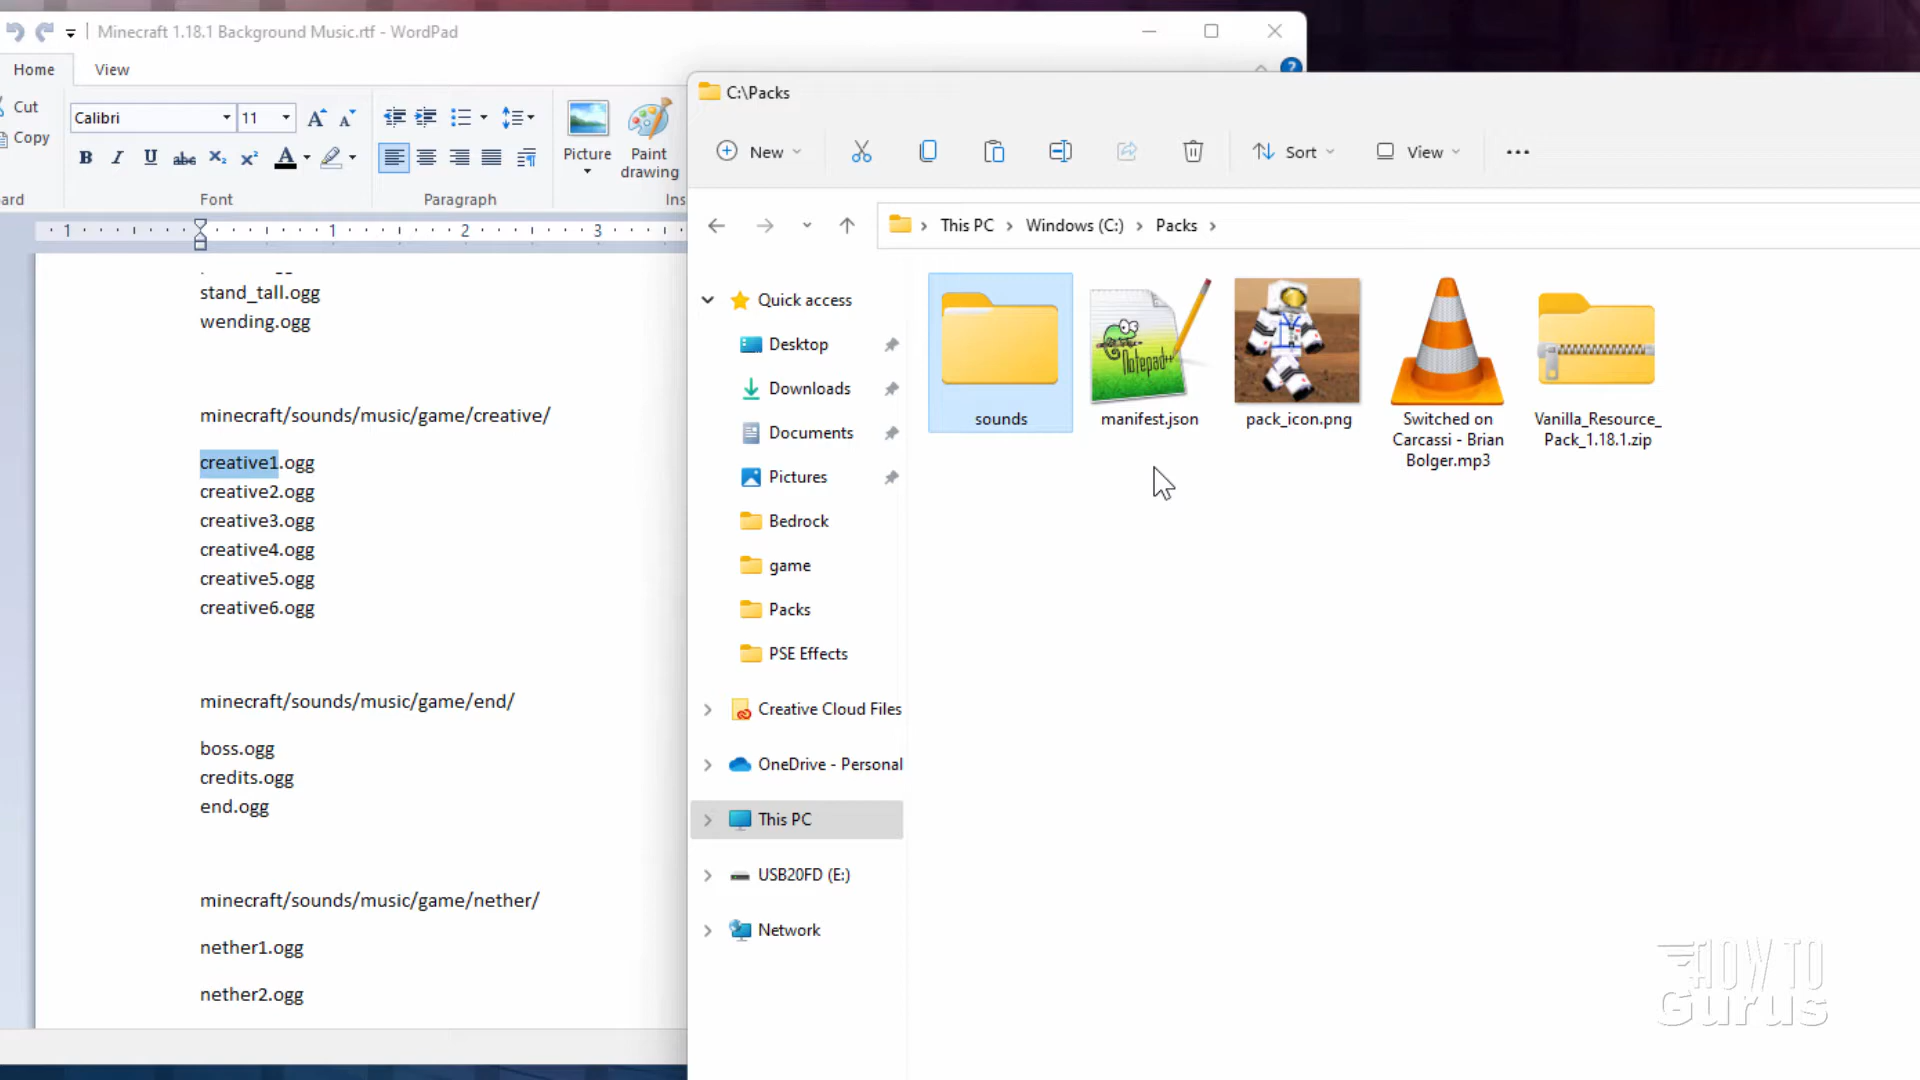 Minecraft 1.18.1 Background Music.rtf - WordPad
Home
View
Cut
Copy
Calibri
11
Picture
Paint
drawing
Font
Paragraph
1
1
2
3
stand_tall.ogg
wending.ogg
minecraft/sounds/music/game/creative/
creative1.ogg
creative2.ogg
creative3.ogg
creative4.ogg
creative5.ogg
creative6.ogg
minecraft/sounds/music/game/end/
boss.ogg
credits.ogg
end.ogg
minecraft/sounds/music/game/nether/
nether1.ogg
nether2.ogg
C:\Packs
New
Sort
View
This PC
Windows (C:)
Packs
Quick access
Desktop
Downloads
Documents
Pictures
Bedrock
game
Packs
PSE Effects
Creative Cloud Files
OneDrive - Personal
This PC
USB20FD (E:)
Network
sounds
Notepad++
manifest.json
pack_icon.png
Switched on
Carcassi - Brian
Bolger.mp3
Vanilla_Resource_
Pack_1.18.1.zip
HOW TO
Gurus